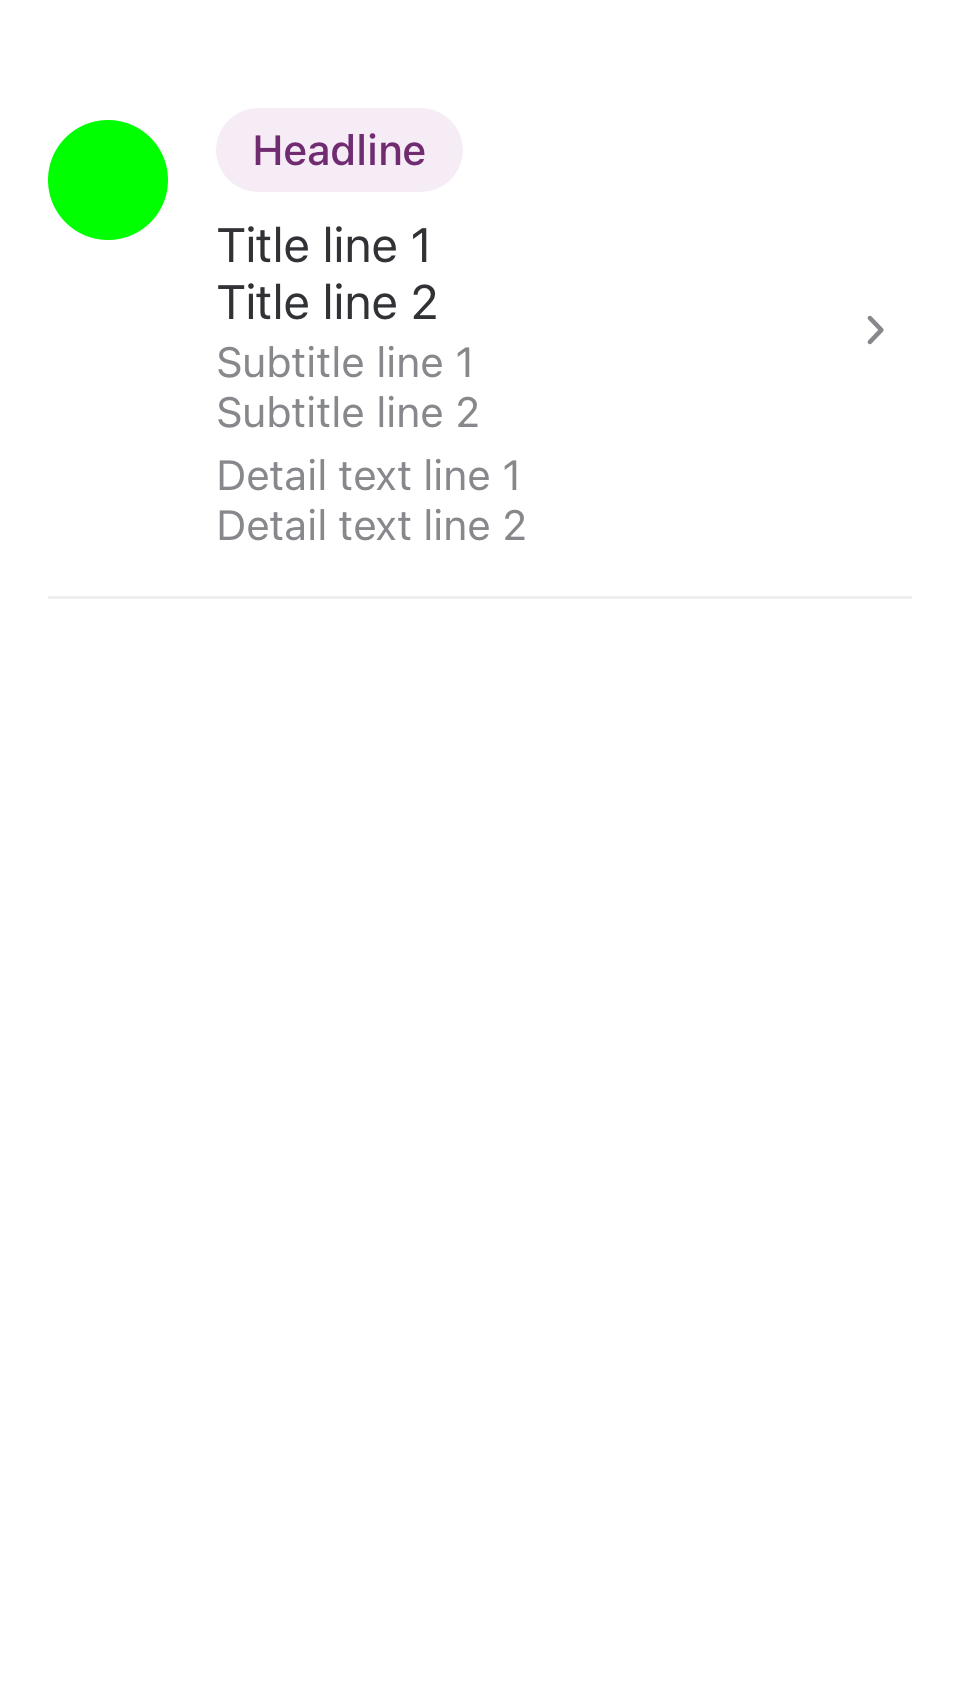 Headline
Title line 1
Title line 2
Subtitle line 1
Subtitle line 2
Detail text line 1
Detail text line 2